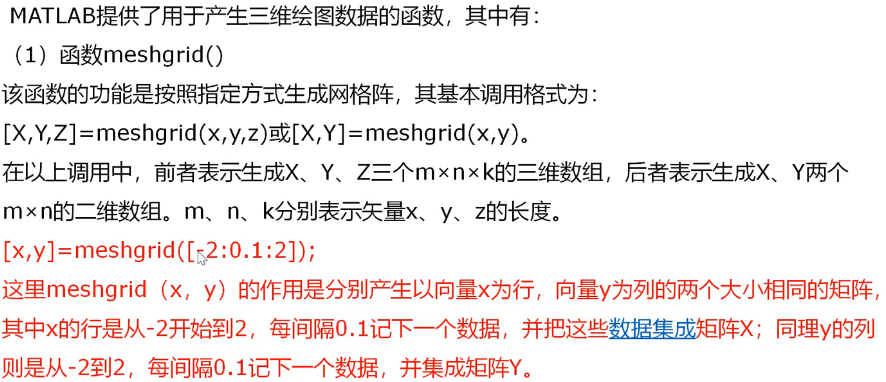 MATLAB提供了用于产生三维绘图数据的函数，其中有：
（1）函数meshgrid()
该函数的功能是按照指定方式生成网格阵，其基本调用格式为：
[X,Y,Z]=meshgrid(x,y,z)或[X,Y]=meshgrid(x,y)。
在以上调用中，前者表示生成X、Y、Z三个m×n×k的三维数组，后者表示生成X、Y两个
m×n的二维数组。m、n、k分别表示矢量x、y、z的长度。
[x,y]=meshgrid([-2:0.1:2]);
这里meshgrid（x，y）的作用是分别产生以向量x为行，向量y为列的两个大小相同的矩阵，
其中x的行是从-2开始到2，每间隔0.1记下一个数据，并把这些数据集成矩阵X；同理y的列
则是从-2到2，每间隔0.1记下一个数据，并集成矩阵Y。